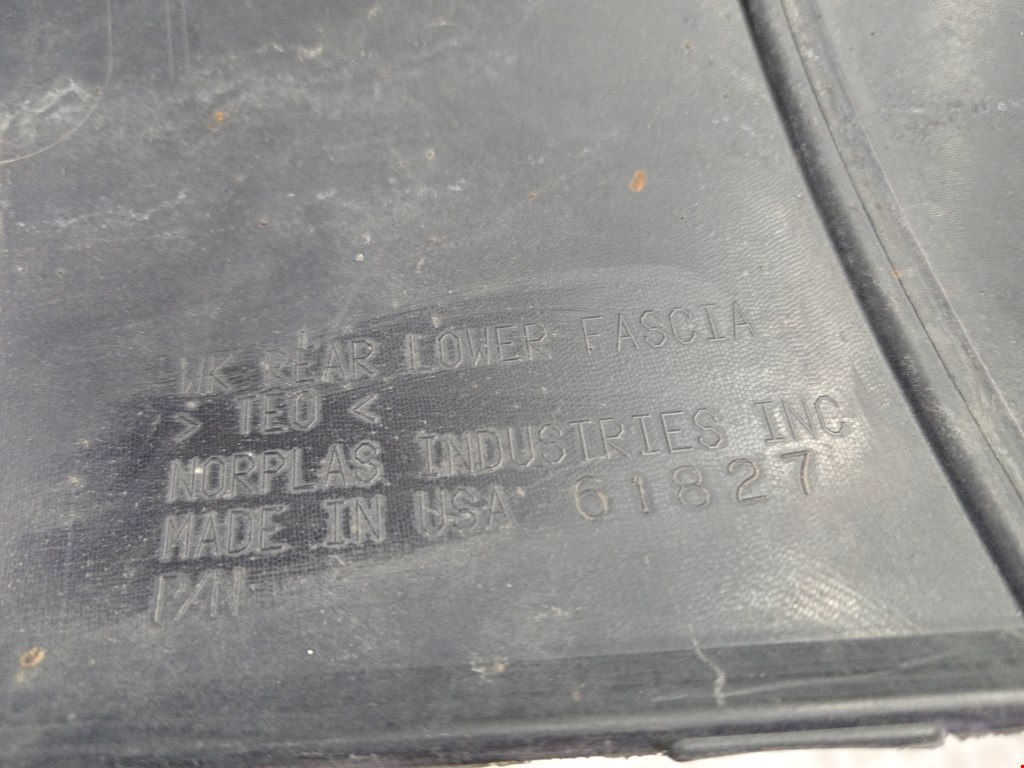 WK REAR LOWER FASCIA
> TEO <
NORPLAS INDUSTRIES INC
MADE IN USA 61827
P/N